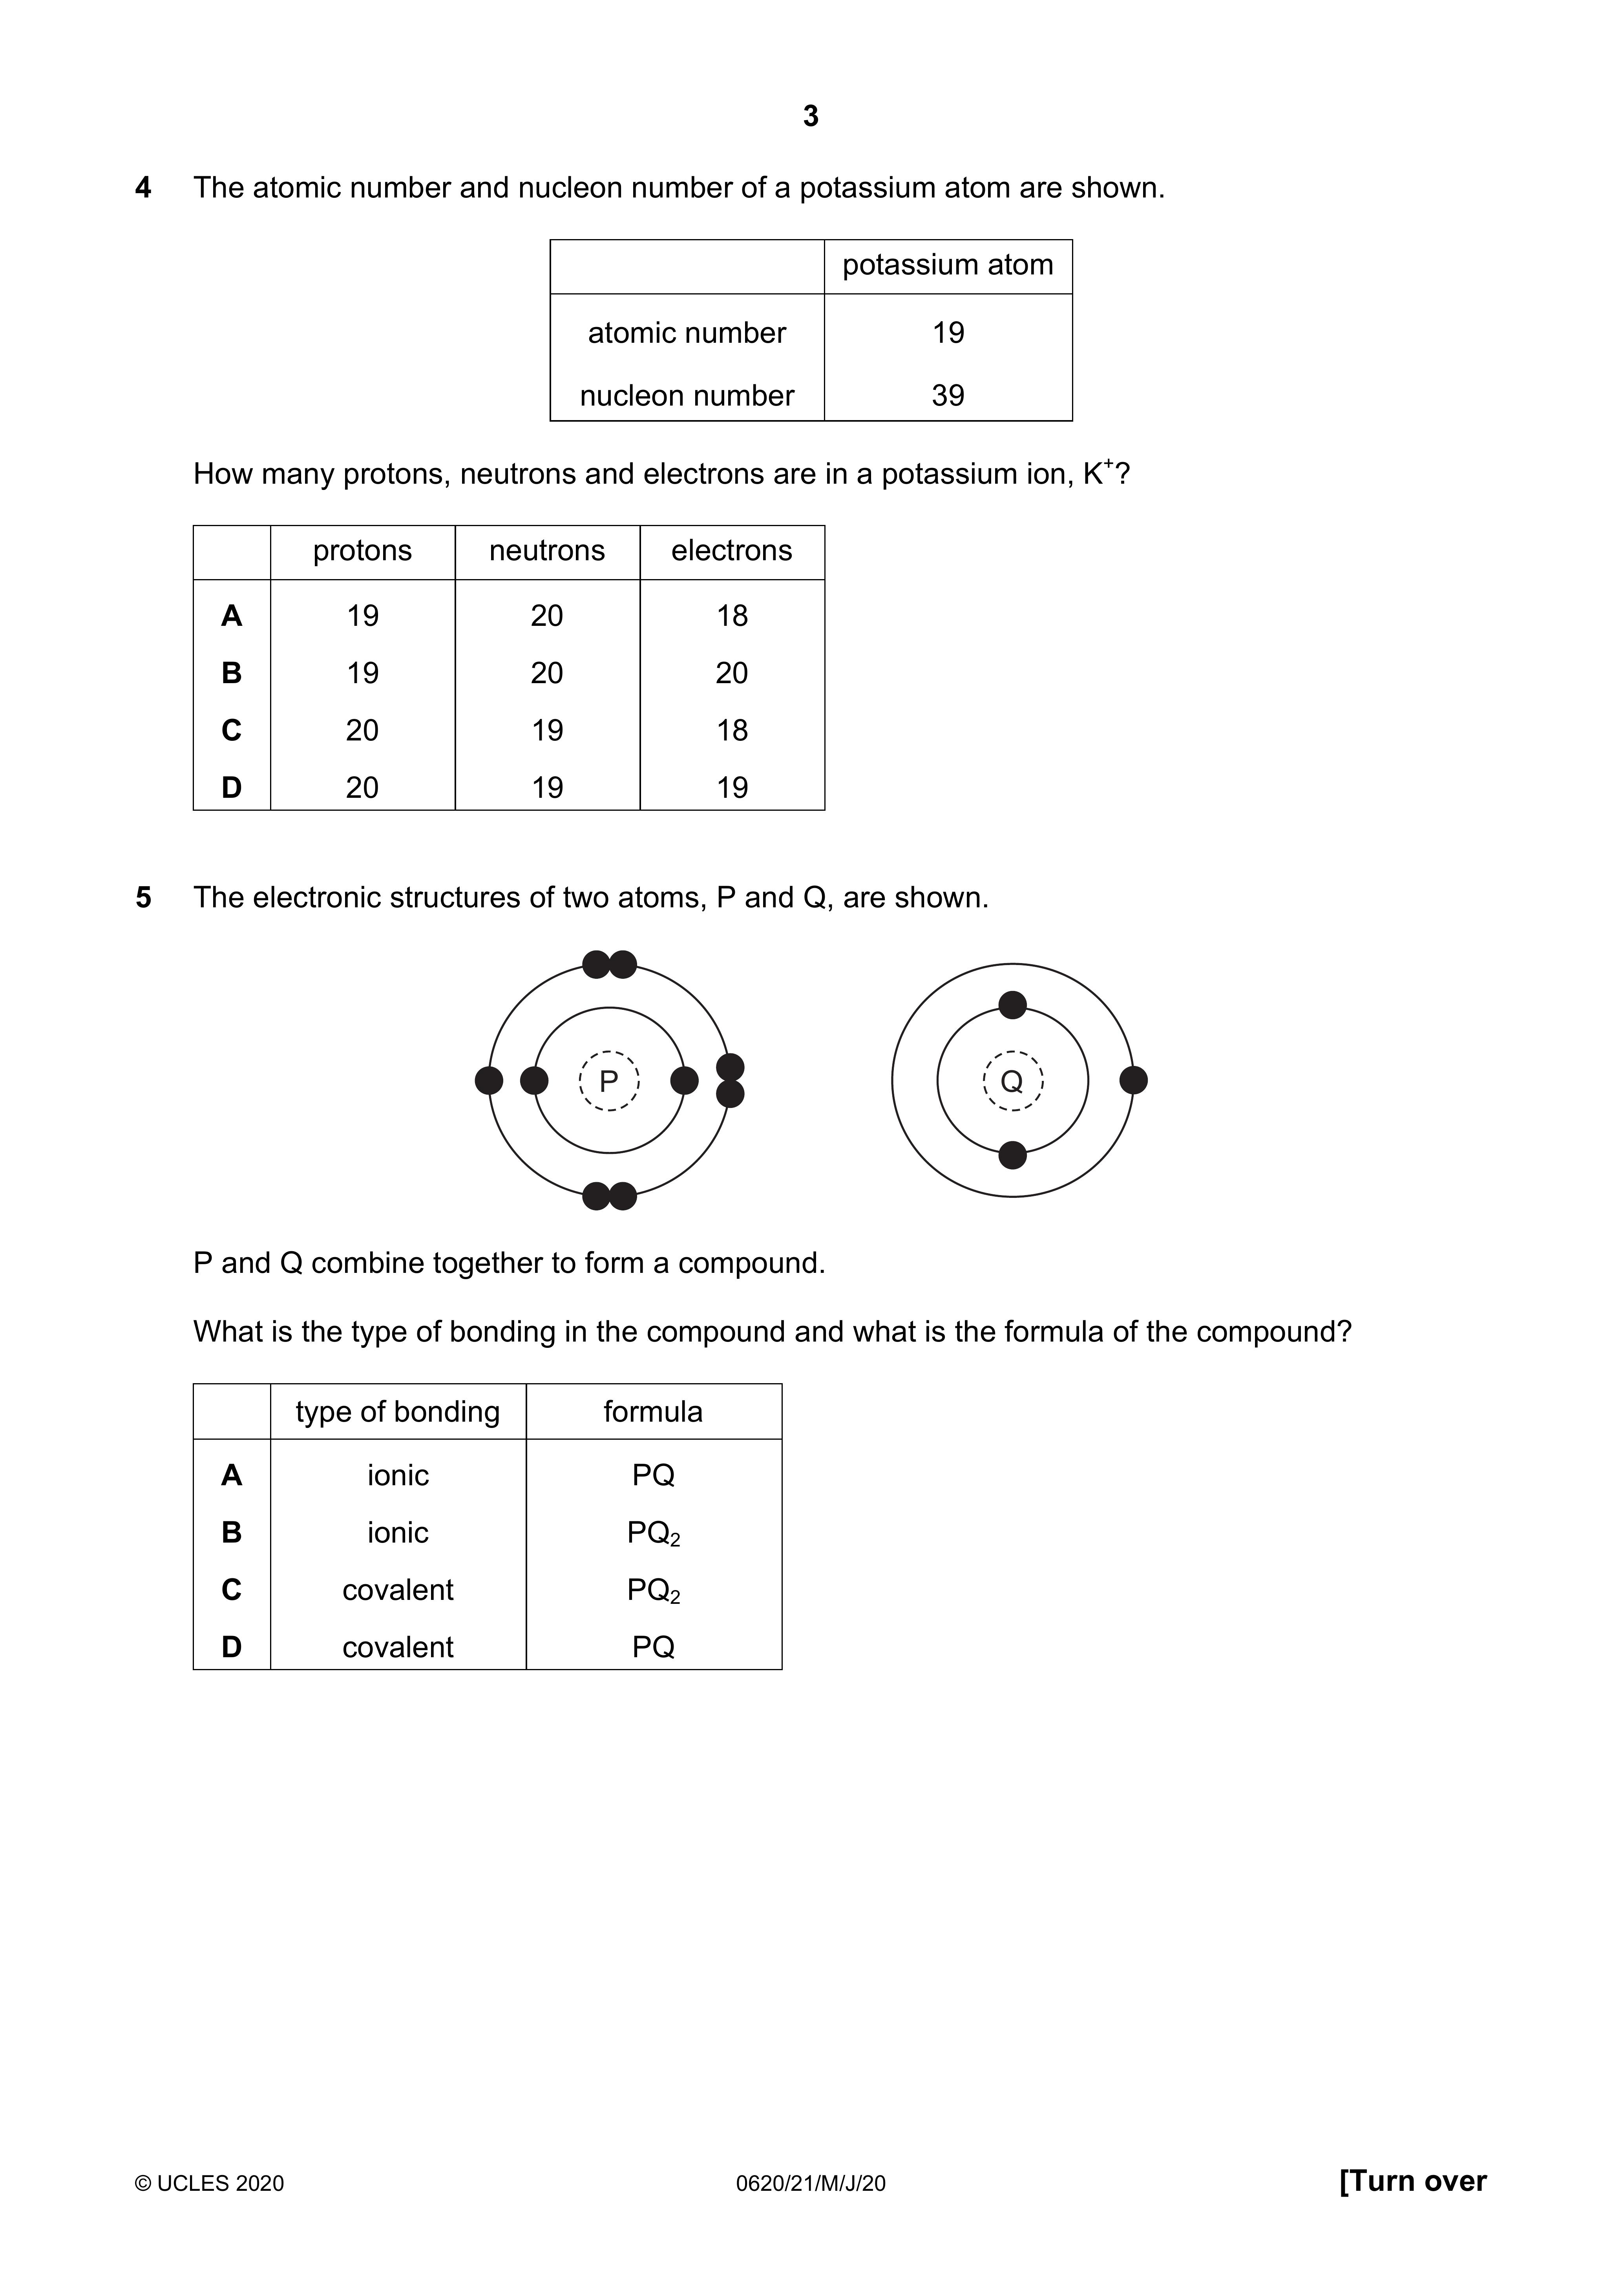 3
4 The atomic number and nucleon number of a potassium atom are shown.
potassium atom
atomic number 19
nucleon number 39
How many protons, neutrons and electrons are in a potassium ion, K⁺?
protons neutrons electrons
A 19 20 18
B 19 20 20
C 20 19 18
D 20 19 19
5 The electronic structures of two atoms, P and Q, are shown.
P Q
P and Q combine together to form a compound.
What is the type of bonding in the compound and what is the formula of the compound?
type of bonding formula
A ionic PQ
B ionic PQ₂
C covalent PQ₂
D covalent PQ
© UCLES 2020 0620/21/M/J/20 [Turn over